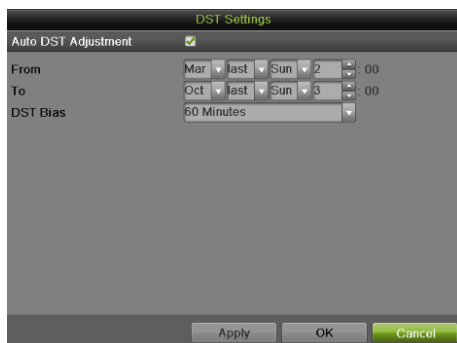 DST Settings
Auto DST Adjustment
From Mar last Sun 2 : 00
To Oct last Sun 3 : 00
DST Bias 60 Minutes
Apply OK Cancel